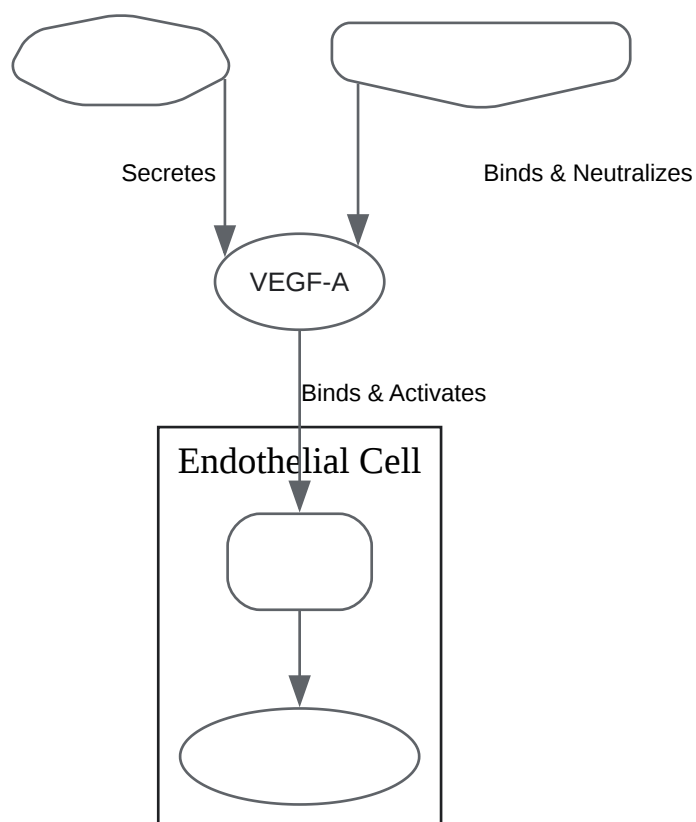 Secretes
Binds & Neutralizes
VEGF-A
Binds & Activates
Endothelial Cell